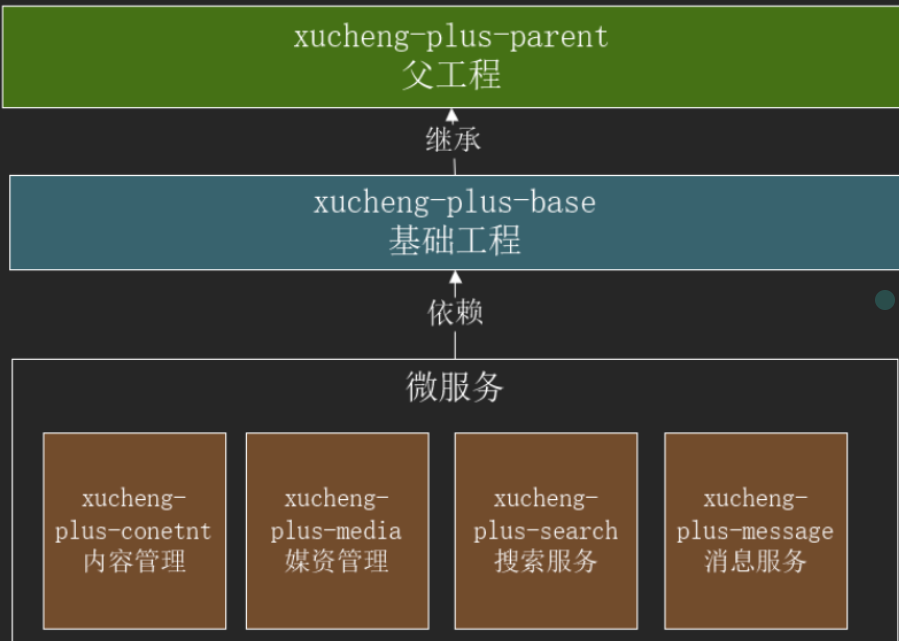 xucheng-plus-parent
父工程
继承
xucheng-plus-base
基础工程
依赖
微服务
xucheng-
plus-conetnt
内容管理
xucheng-
plus-media
媒资管理
xucheng-
plus-search
搜索服务
xucheng-
plus-message
消息服务